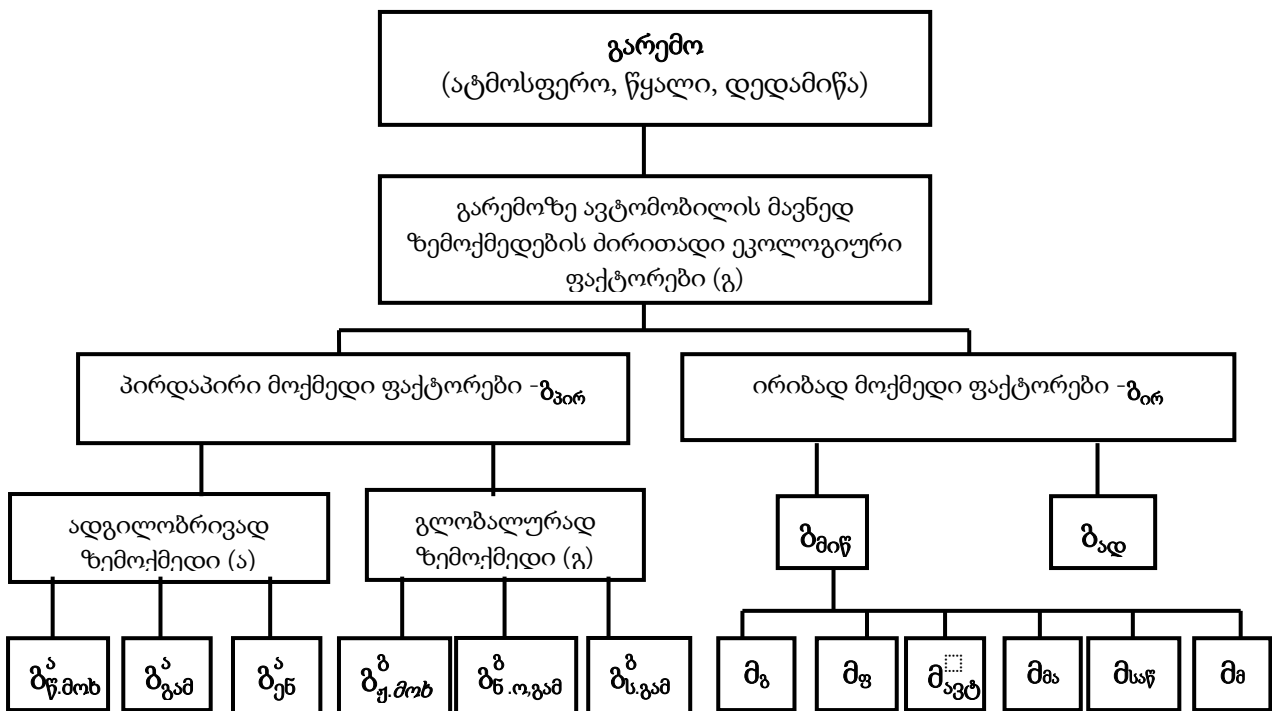 გარემო
(ატმოსფერო, წყალი, დედამიწა)
გარემოზე ავტომობილის მავნედ
ზემოქმედების ძირითადი ეკოლოგიური
ფაქტორები (გ)
პირდაპირი მოქმედი ფაქტორები -გპირ
ირიბად მოქმედი ფაქტორები -გირ
ადგილობრივად
ზემოქმედი (ა)
გლობალურად
ზემოქმედი (გ)
გმიწ
გად
გაწ.მოხ
გაგამ
გაენ
გგჟ.მოხ
გგნ.ო,გამ
გგს.გამ
მგ
მფ
მავტ
მმა
მსაწ
მმ